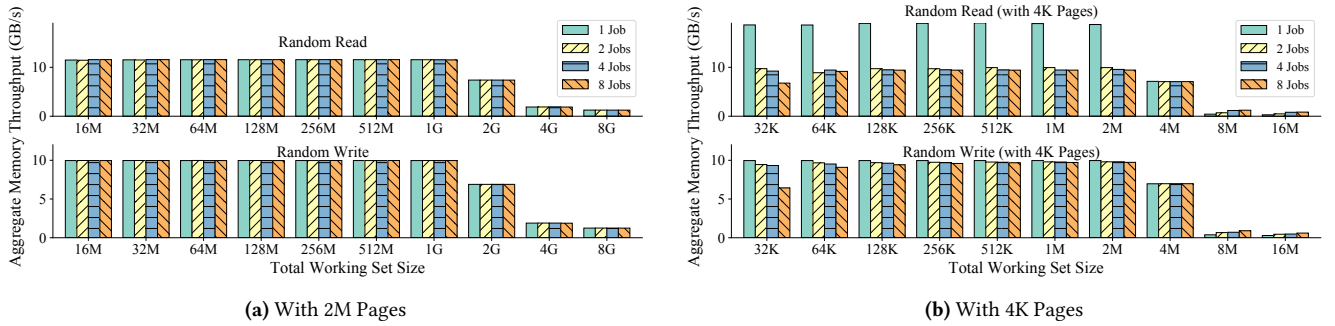 Aggregate Memory Throughput (GB/s)
Random Read
1 Job
2 Jobs
4 Jobs
8 Jobs
10
0
16M 32M 64M 128M 256M 512M 1G 2G 4G 8G
Random Write
10
5
0
16M 32M 64M 128M 256M 512M 1G 2G 4G 8G
Total Working Set Size
(a) With 2M Pages
Aggregate Memory Throughput (GB/s)
Random Read (with 4K Pages)
1 Job
2 Jobs
4 Jobs
8 Jobs
10
0
32K 64K 128K 256K 512K 1M 2M 4M 8M 16M
Random Write (with 4K Pages)
10
5
0
32K 64K 128K 256K 512K 1M 2M 4M 8M 16M
Total Working Set Size
(b) With 4K Pages